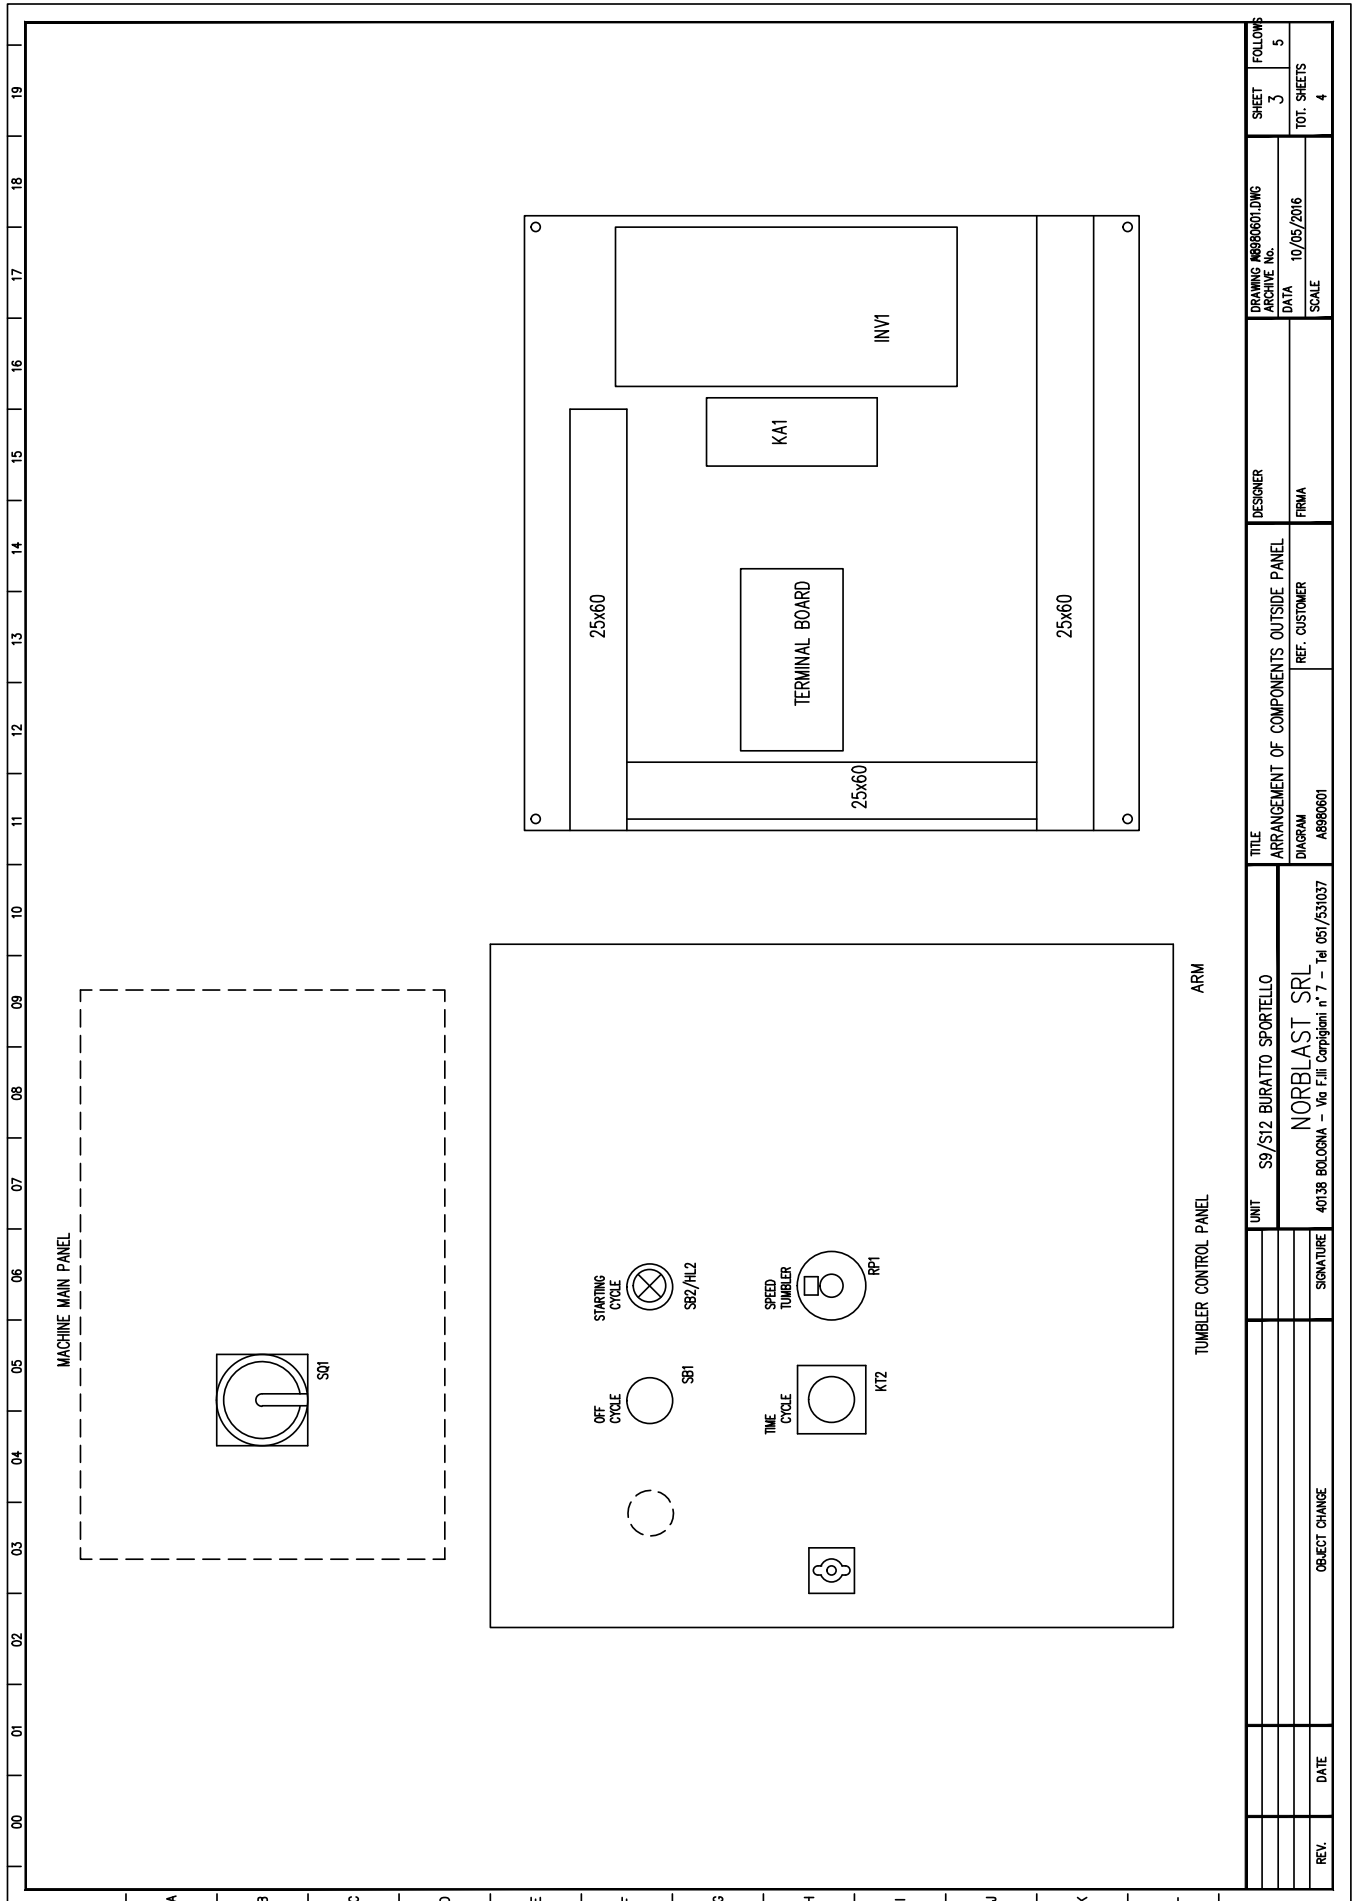 00 01 02 03 04 05 06 07 08 09 10 11 12 13 14 15 16 17 18 19
A
B
C
D
E
F
G
H
I
J
K
L
MACHINE MAIN PANEL
SQ1
OFF
CYCLE
SB1
STARTING
CYCLE
SB2/HL2
TIME
CYCLE
KT2
SPEED
TUMBLER
RP1
TUMBLER CONTROL PANEL
ARM
25x60
25x60
25x60
TERMINAL BOARD
KA1
INV1
REV.
DATE
OBJECT CHANGE
SIGNATURE
UNIT
S9/S12 BURATTO SPORTELLO
NORBLAST SRL
40138 BOLOGNA - Via F.lli Carpigiani n° 7 - Tel 051/531037
TITLE
ARRANGEMENT OF COMPONENTS OUTSIDE PANEL
DIAGRAM
A8980601
REF. CUSTOMER
DESIGNER
FIRMA
DRAWING A8980601.DWG
ARCHIVE No.
DATA
10/05/2016
SCALE
SHEET
3
FOLLOWS
5
TOT. SHEETS
4